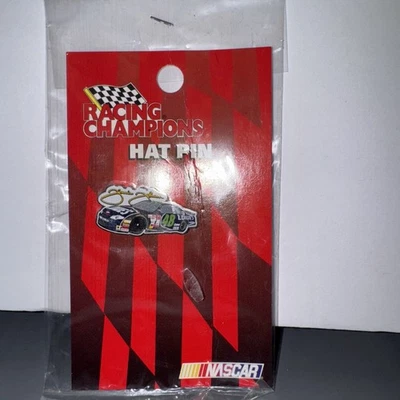 RACING
CHAMPIONS
HAT PIN
48
NASCAR